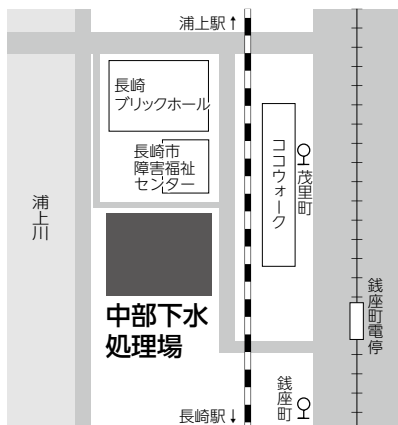 浦上駅↑
長崎
ブリックホール
長崎市
障害福祉
センター
ココウォーク
茂里町
浦上川
中部下水
処理場
銭座町電停
銭座町
長崎駅↓